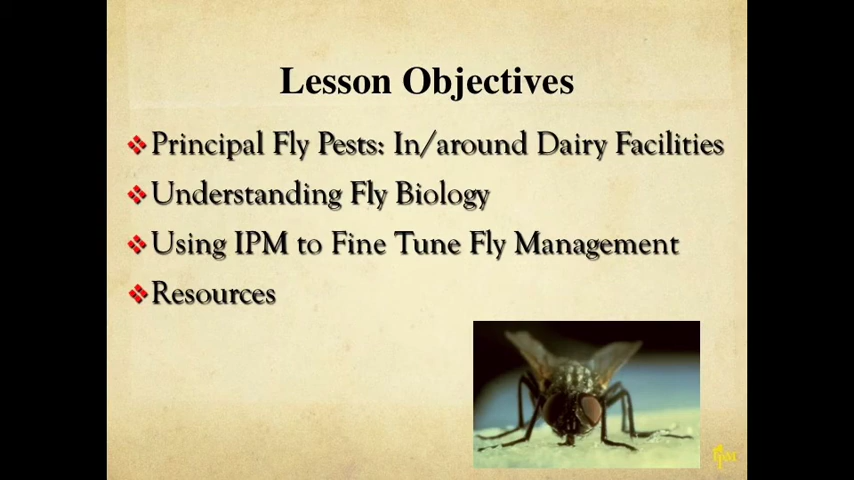 Lesson Objectives
Principal Fly Pests: In/around Dairy Facilities
Understanding Fly Biology
Using IPM to Fine Tune Fly Management
Resources
IPM